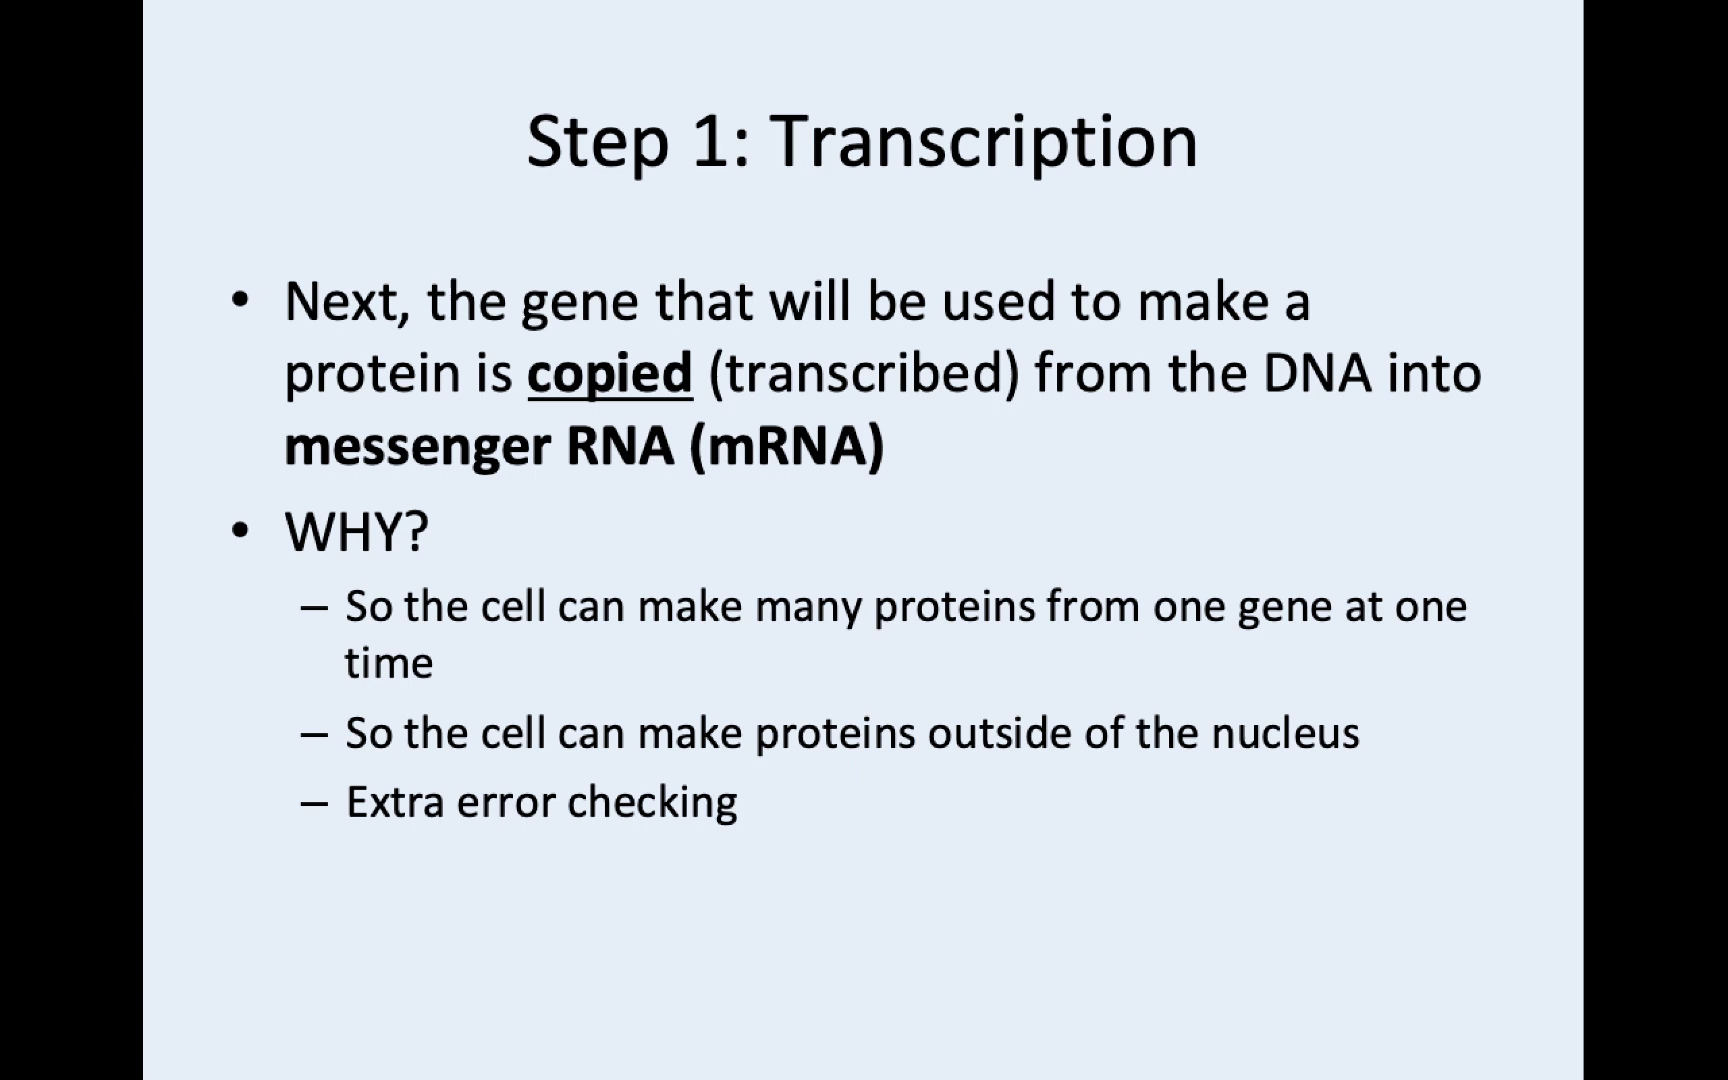 Step 1: Transcription
• Next, the gene that will be used to make a
protein is copied (transcribed) from the DNA into
messenger RNA (mRNA)
• WHY?
– So the cell can make many proteins from one gene at one
time
– So the cell can make proteins outside of the nucleus
– Extra error checking